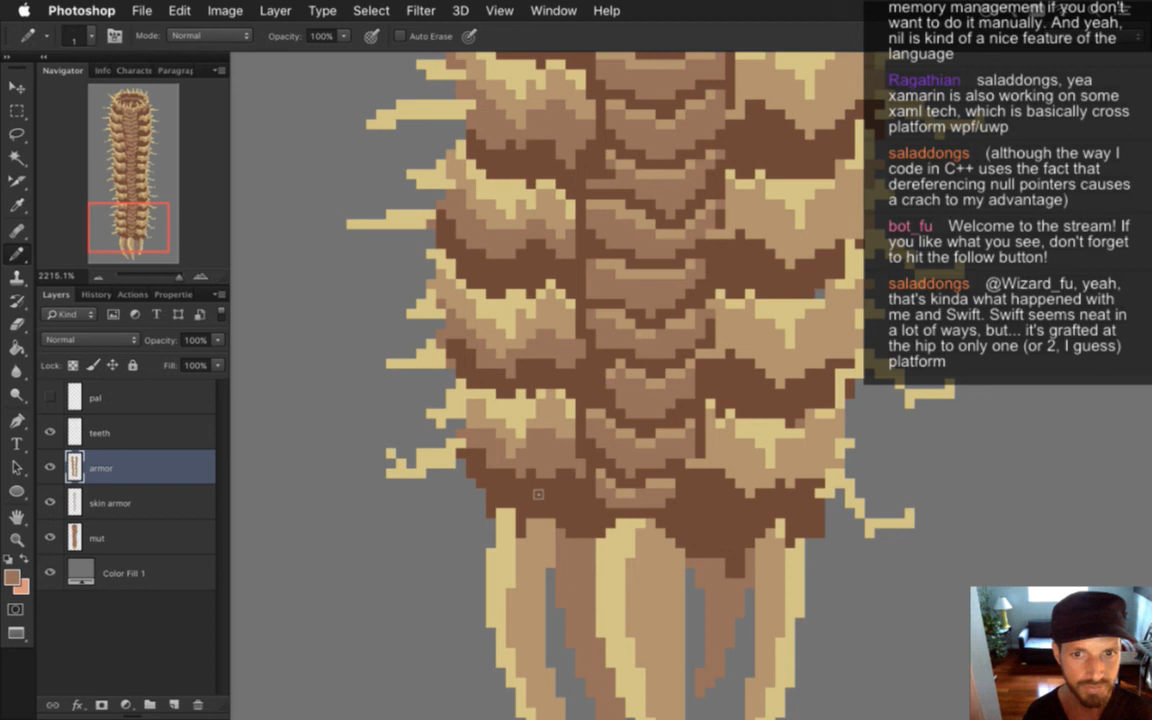 Photoshop File Edit Image Layer Type Select Filter 3D View Window Help
1 Mode: Normal Opacity: 100% Auto Erase
Navigator Info Characte Paragraj
2215.1%
Layers History Actions Propertie
Kind
Normal Opacity: 100%
Lock: Fill: 100%
pal
teeth
armor
skin armor
mut
Color Fill 1
fx
memory management if you don't
want to do it manually. And yeah,
nil is kind of a nice feature of the
language
Ragathian saladdongs, yea
xamarin is also working on some
xaml tech, which is basically cross
platform wpf/uwp
saladdongs (although the way I
code in C++ uses the fact that
dereferencing null pointers causes
a crach to my advantage)
bot_fu Welcome to the stream! If
you like what you see, don't forget
to hit the follow button!
saladdongs @Wizard_fu, yeah,
that's kinda what happened with
me and Swift. Swift seems neat in
a lot of ways, but... it's grafted at
the hip to only one (or 2, I guess)
platform